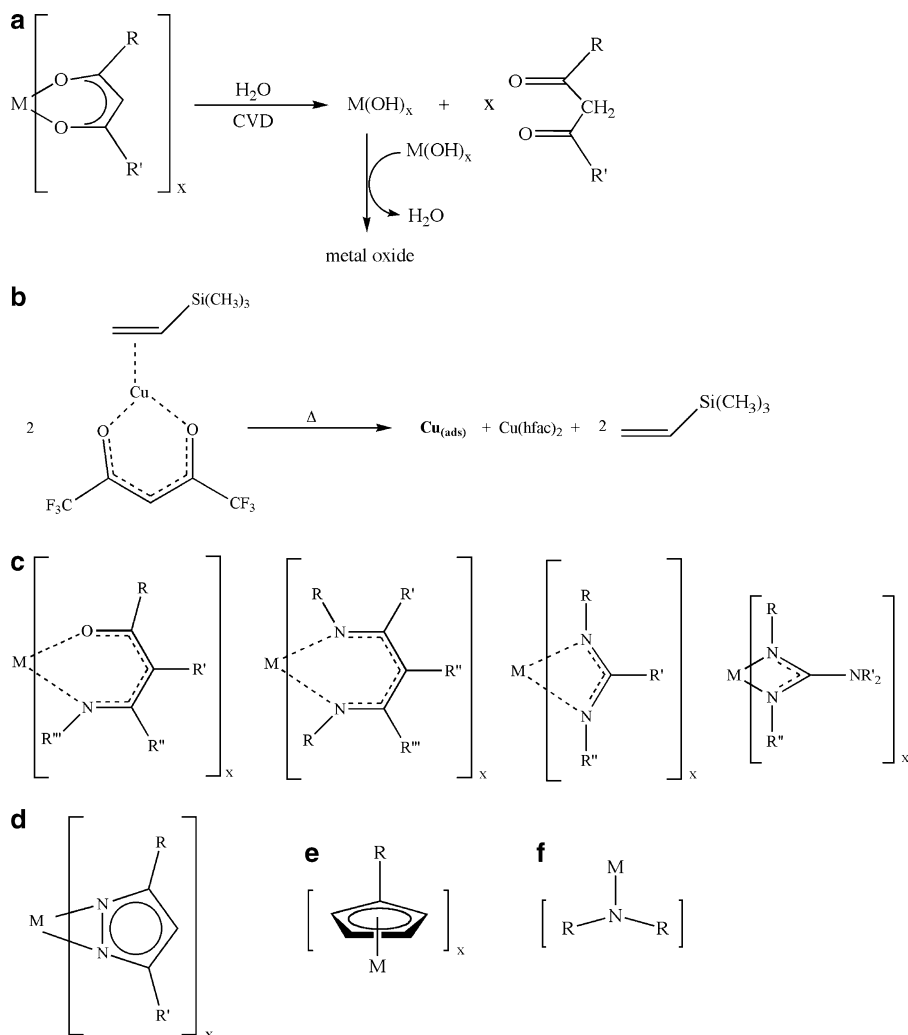 a
R
O
M
O
R'
x
H₂O
CVD
M(OH)ₓ + x
R
O
CH₂
O
R'
M(OH)ₓ
H₂O
metal oxide
b
Si(CH₃)₃
Cu
2
O O
F₃C CF₃
Δ
Cu(ads) + Cu(hfac)₂ + 2
Si(CH₃)₃
c
R
O
M R'
N
R''' R''
x
R R'
N
M R''
N
R R'''
x
R
N
M R'
N
R''
x
R
N
M NR'₂
N
R''
x
d
R
N
M
N
R'
x
e
R
M
x
f
M
N
R R